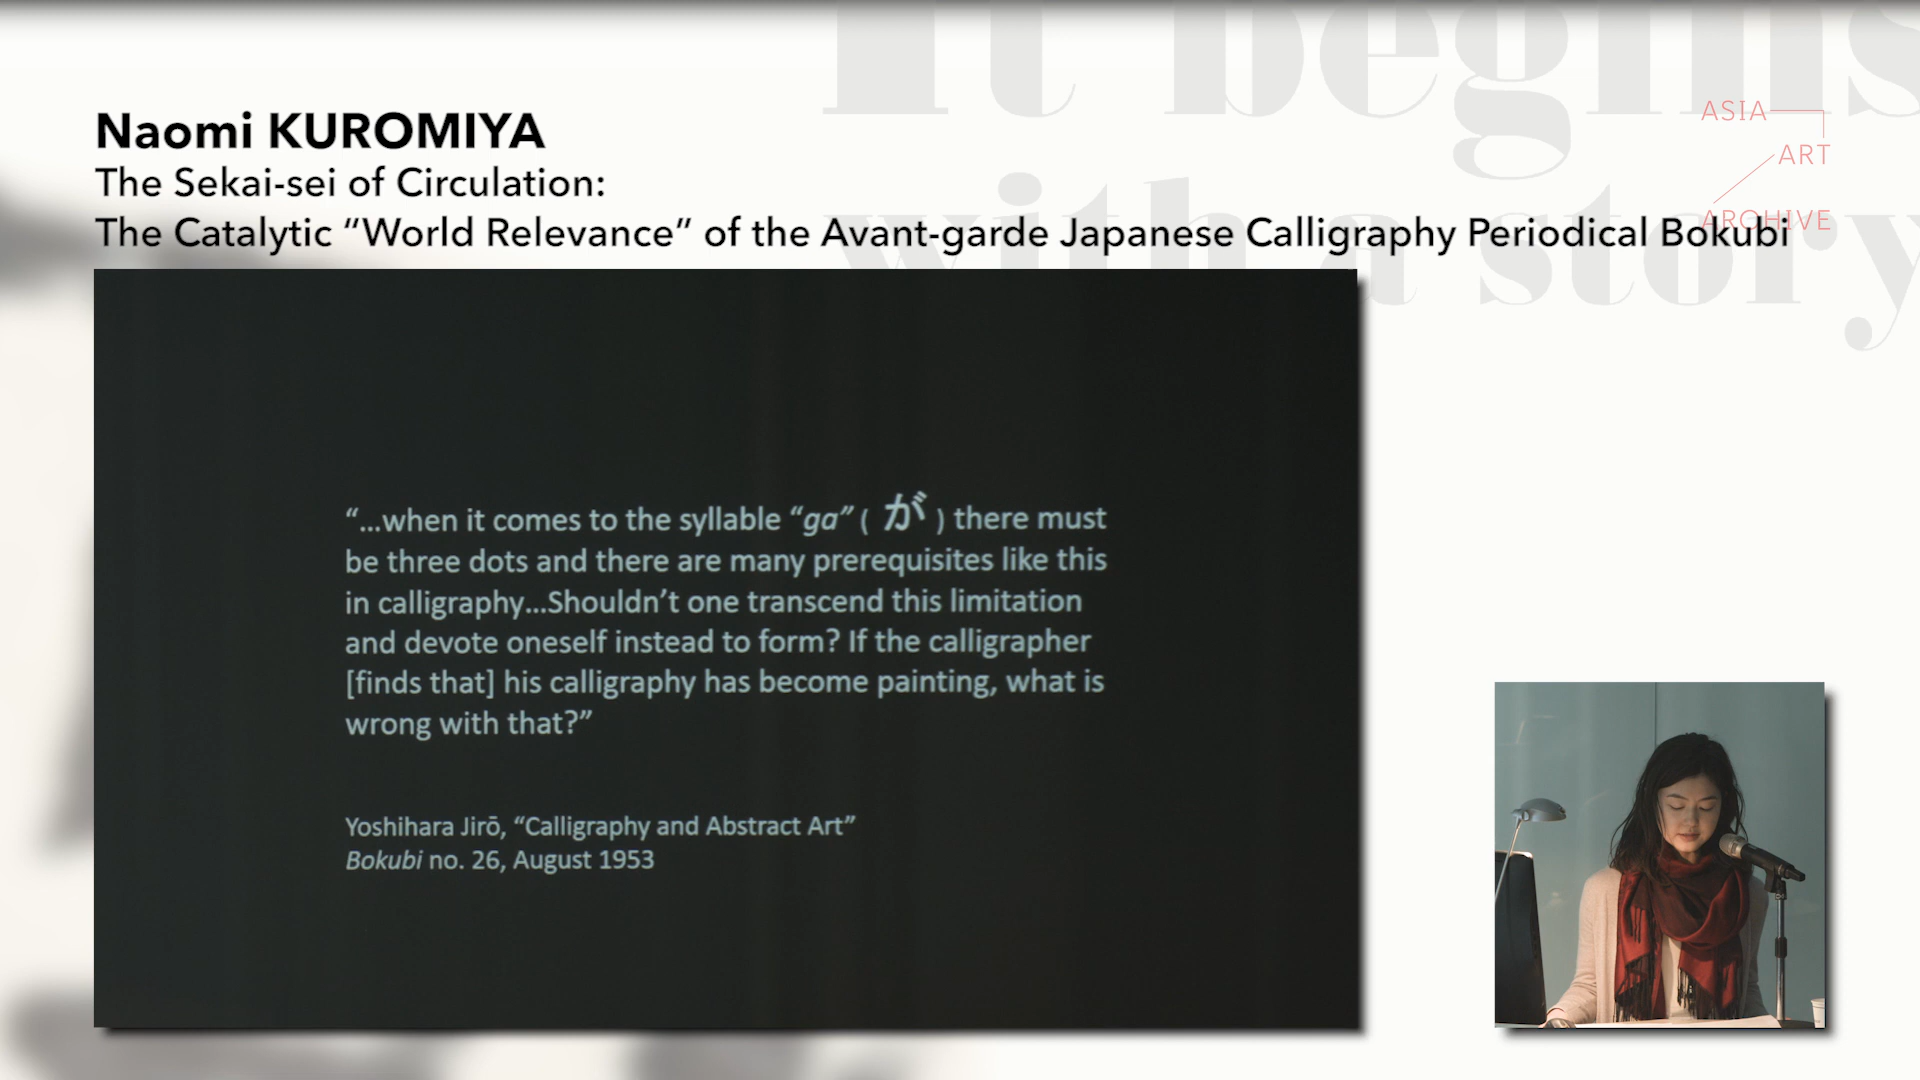 It begins
with a story
ASIA
ART
ARCHIVE
Naomi KUROMIYA
The Sekai-sei of Circulation:
The Catalytic “World Relevance” of the Avant-garde Japanese Calligraphy Periodical Bokubi
“...when it comes to the syllable “ga” ( が ) there must
be three dots and there are many prerequisites like this
in calligraphy...Shouldn’t one transcend this limitation
and devote oneself instead to form? If the calligrapher
[finds that] his calligraphy has become painting, what is
wrong with that?”
Yoshihara Jirō, “Calligraphy and Abstract Art”
Bokubi no. 26, August 1953